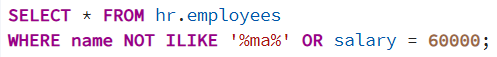 SELECT * FROM hr.employees
WHERE name NOT ILIKE '%ma%' OR salary = 60000;